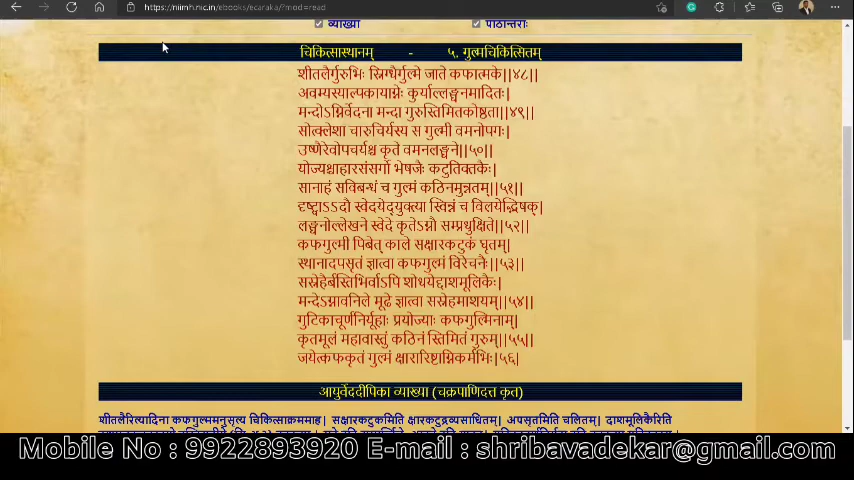 https://niimh.nic.in/ebooks/ecaraka/?mod=read
व्याख्या पाठान्तराः
चिकित्सास्थानम् - ५. गुल्मचिकित्सितम्
शीतलैर्गुरुभिः स्निग्धैर्गुल्मे जाते कफात्मके||४८||
अवम्यस्याल्पकायाग्नेः कुर्याल्लङ्घनमादितः|
मन्दोऽग्निर्वेदना मन्दा गुरुस्तिमितकोष्ठता||४९||
सोत्क्लेशा चारुचिर्यस्य स गुल्मी वमनोपगः|
उष्णैरेवोपचर्यश्च कृते वमनलङ्घने||५०||
योज्यश्चाहारसंसर्गो भेषजैः कटुतिक्तकैः|
सानाहं सविबन्धं च गुल्मं कठिनमुन्नतम्||५१||
दृष्ट्वाऽऽदौ स्वेदयेद्युक्त्या स्विन्नं च विलयेद्भिषक्|
लङ्घनोल्लेखने स्वेदे कृतेऽग्नौ सम्प्रधुक्षिते||५२||
कफगुल्मी पिबेत् काले सक्षारकटुकं घृतम्|
स्थानादपसृतं ज्ञात्वा कफगुल्मं विरेचनैः||५३||
सस्नेहैर्बस्तिभिर्वाऽपि शोधयेद्दाशमूलिकैः|
मन्देऽग्नावनिले मूढे ज्ञात्वा सस्नेहमाशयम्||५४||
गुटिकाचूर्णनिर्यूहाः प्रयोज्याः कफगुल्मिनाम्|
कृतमूलं महावास्तुं कठिनं स्तिमितं गुरुम्||५५||
जयेत्कफकृतं गुल्मं क्षारारिष्टाग्निकर्मभिः|५६|
आयुर्वेददीपिका व्याख्या (चक्रपाणिदत्त कृत)
शीतलैरित्यादिना कफगुल्ममनुसृत्य चिकित्साक्रममाह| सक्षारकटुकमिति क्षारकटुद्रव्यसाधितम्| अपसृतमिति चलितम्| दाशमूलिकैरिति
Mobile No : 9922893920 E-mail : shribavadekar@gmail.com